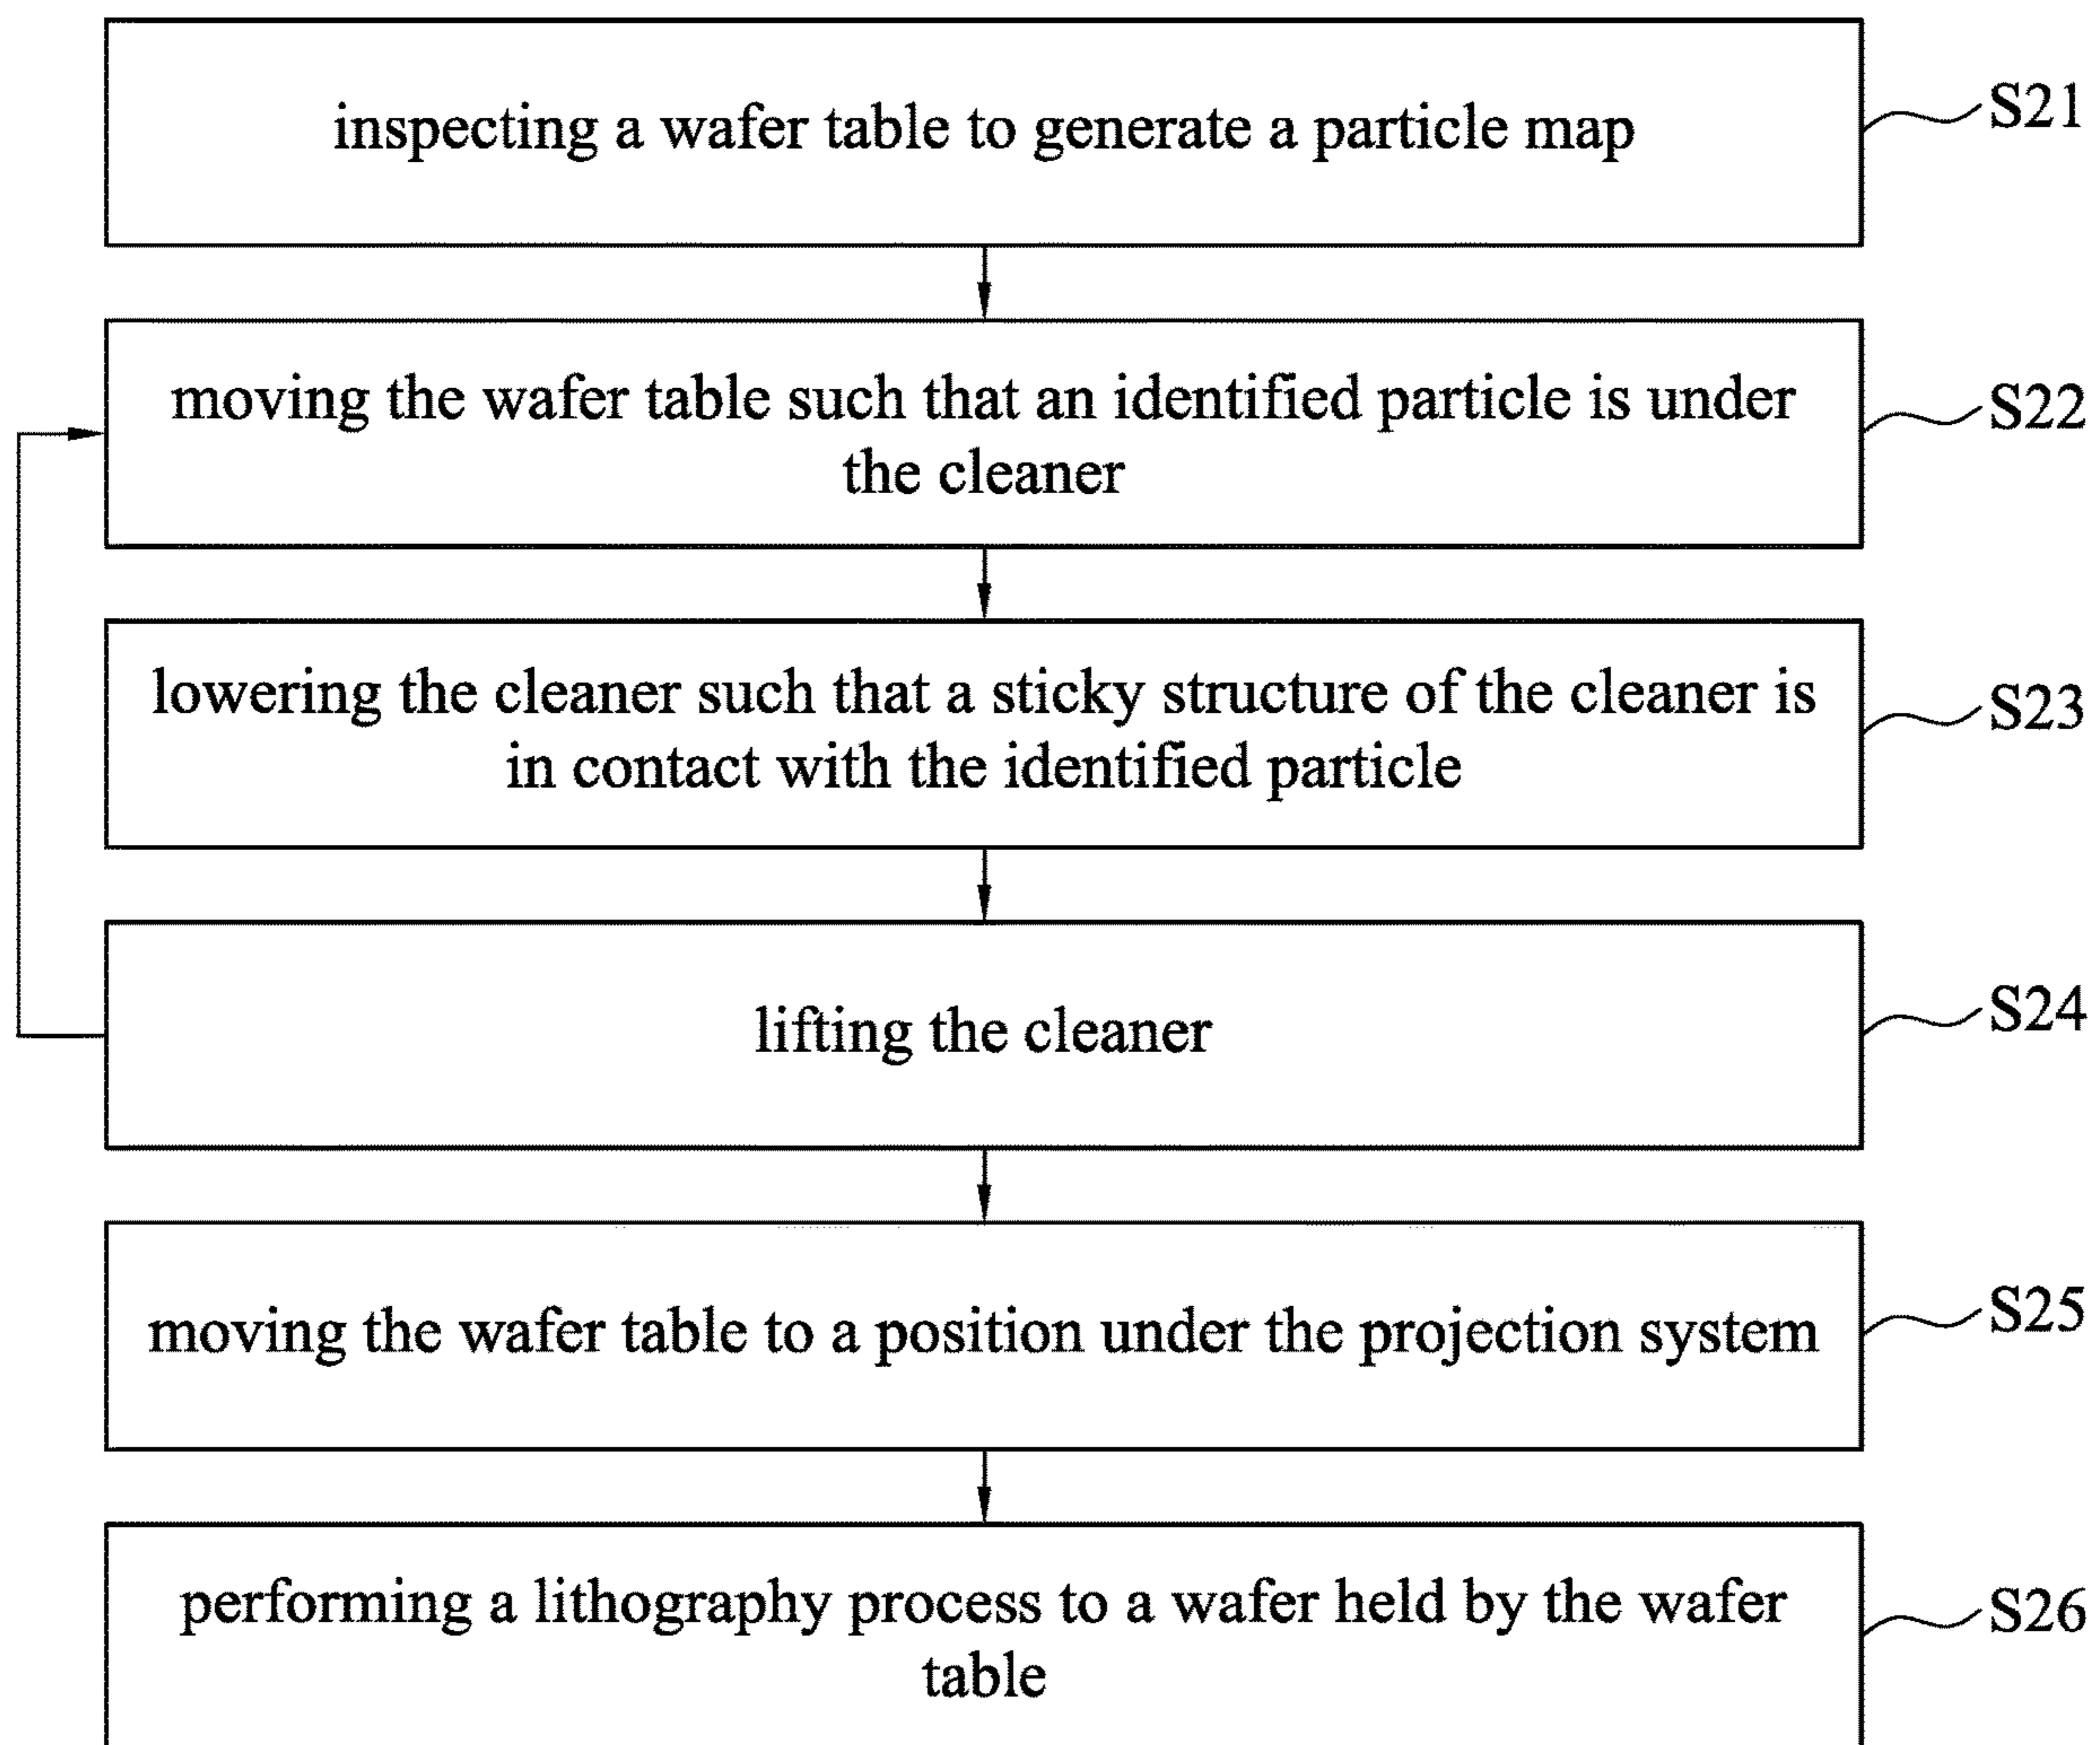 inspecting a wafer table to generate a particle map
S21
moving the wafer table such that an identified particle is under
the cleaner
S22
lowering the cleaner such that a sticky structure of the cleaner is
in contact with the identified particle
S23
lifting the cleaner
S24
moving the wafer table to a position under the projection system
S25
performing a lithography process to a wafer held by the wafer
table
S26